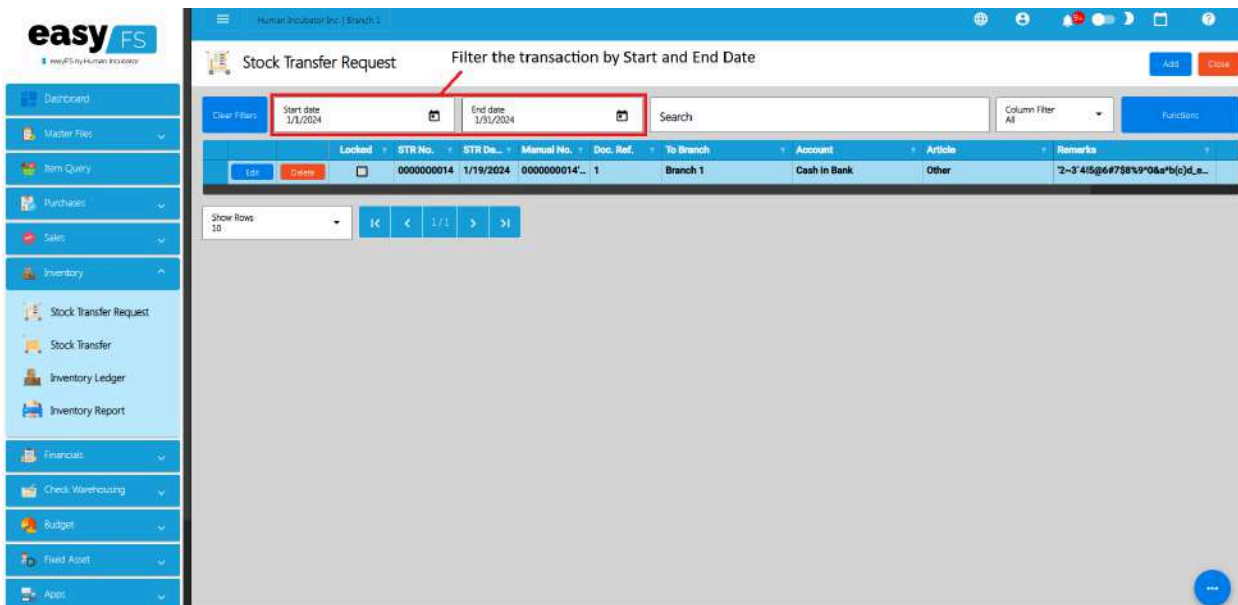 easy FS
easyFS by Human Incubator
Human Incubator Inc. | Branch 1
9+
Stock Transfer Request
Filter the transaction by Start and End Date
Add
Close
Clear Filters
Start date
1/1/2024
End date
1/31/2024
Search
Column Filter
All
Functions
Locked STR No. STR Da... Manual No. Doc. Ref. To Branch Account Article Remarks
Edit Delete 0000000014 1/19/2024 0000000014'... 1 Branch 1 Cash in Bank Other
Show Rows
10
1/1
Dashboard
Master Files
Item Query
Purchases
Sales
Inventory
Stock Transfer Request
Stock Transfer
Inventory Ledger
Inventory Report
Financials
Check Warehousing
Budget
Fixed Asset
Apps